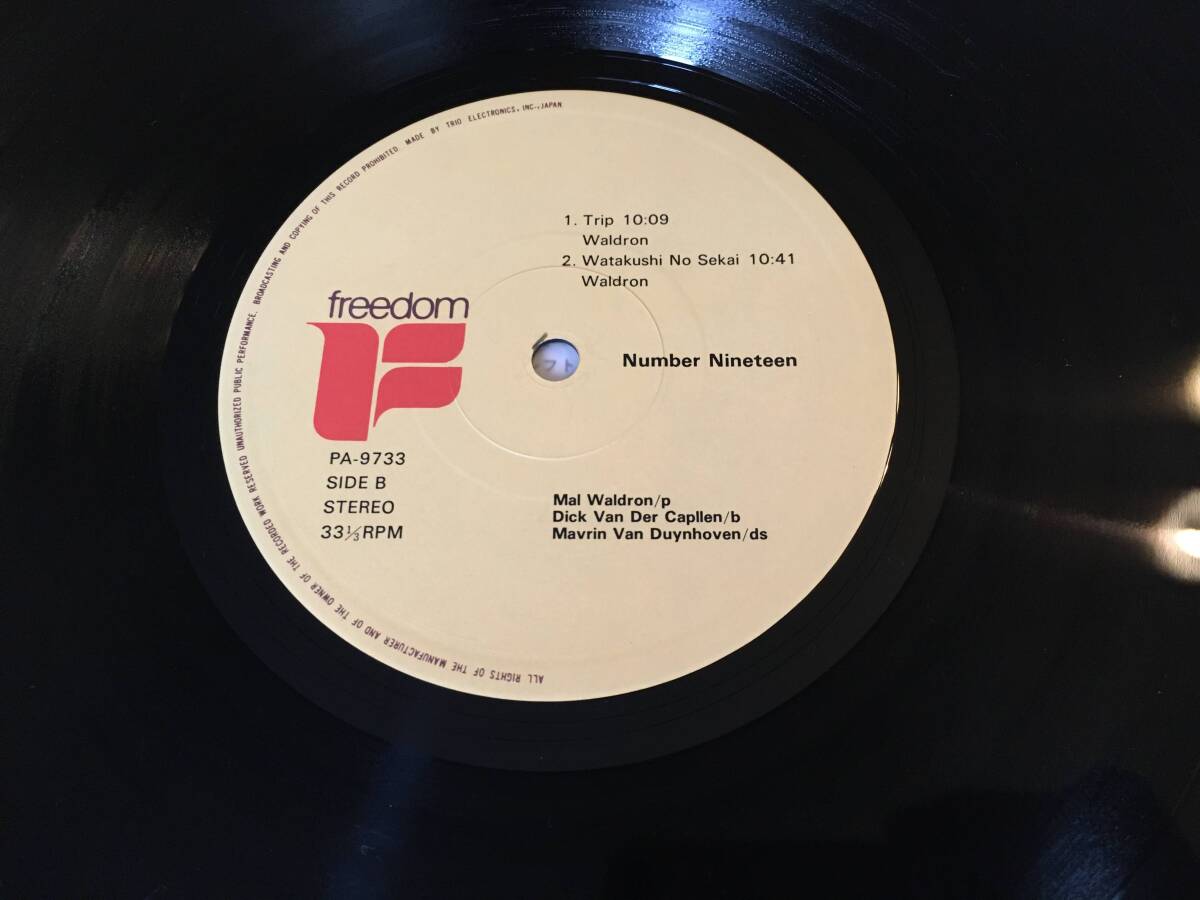 1. Trip 10:09
Waldron
2. Watakushi No Sekai 10:41
Waldron
freedom
Number Nineteen
PA-9733
SIDE B
STEREO
33⅓ RPM
Mal Waldron/p
Dick Van Der Capllen/b
Mavrin Van Duynhoven/ds
ALL RIGHTS OF THE MANUFACTURER AND OF THE OWNER OF THE RECORDED WORK RESERVED UNAUTHORIZED PUBLIC PERFORMANCE, BROADCASTING AND COPYING OF THIS RECORD PROHIBITED. MADE BY TRIO ELECTRONICS, INC., JAPAN